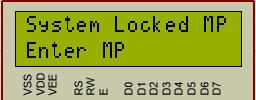 System Locked MP
Enter MP
VSS VDD VEE RS RW E D0 D1 D2 D3 D4 D5 D6 D7